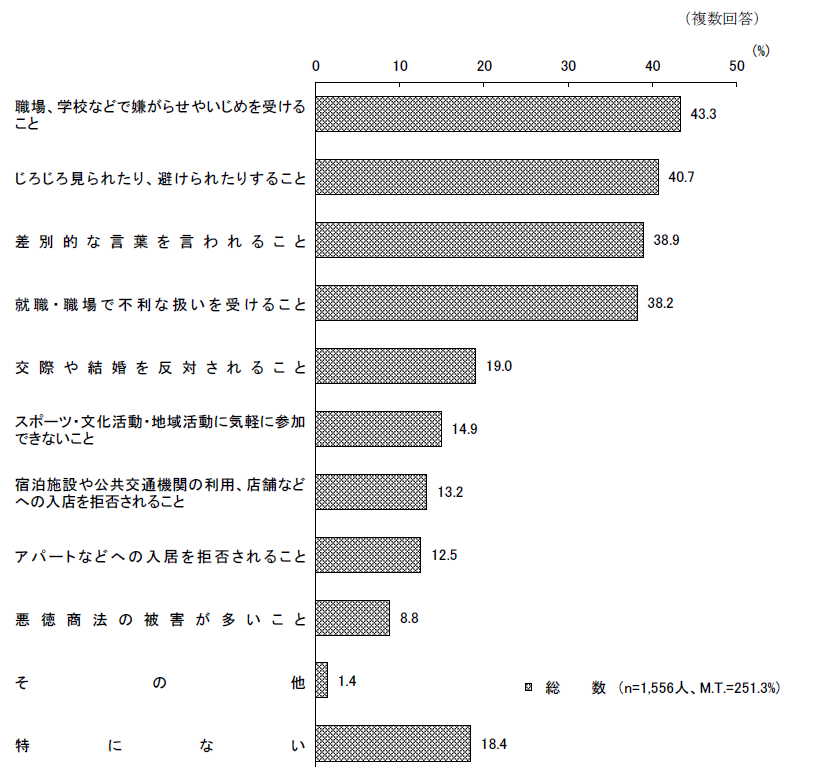 （複数回答）
(%)
0 10 20 30 40 50
職場、学校などで嫌がらせやいじめを受ける
こと
43.3
じろじろ見られたり、避けられたりすること
40.7
差別的な言葉を言われること
38.9
就職・職場で不利な扱いを受けること
38.2
交際や結婚を反対されること
19.0
スポーツ・文化活動・地域活動に気軽に参加
できないこと
14.9
宿泊施設や公共交通機関の利用、店舗など
への入店を拒否されること
13.2
アパートなどへの入居を拒否されること
12.5
悪徳商法の被害が多いこと
8.8
その他
1.4
総数 (n=1,556人、M.T.=251.3%)
特にない
18.4